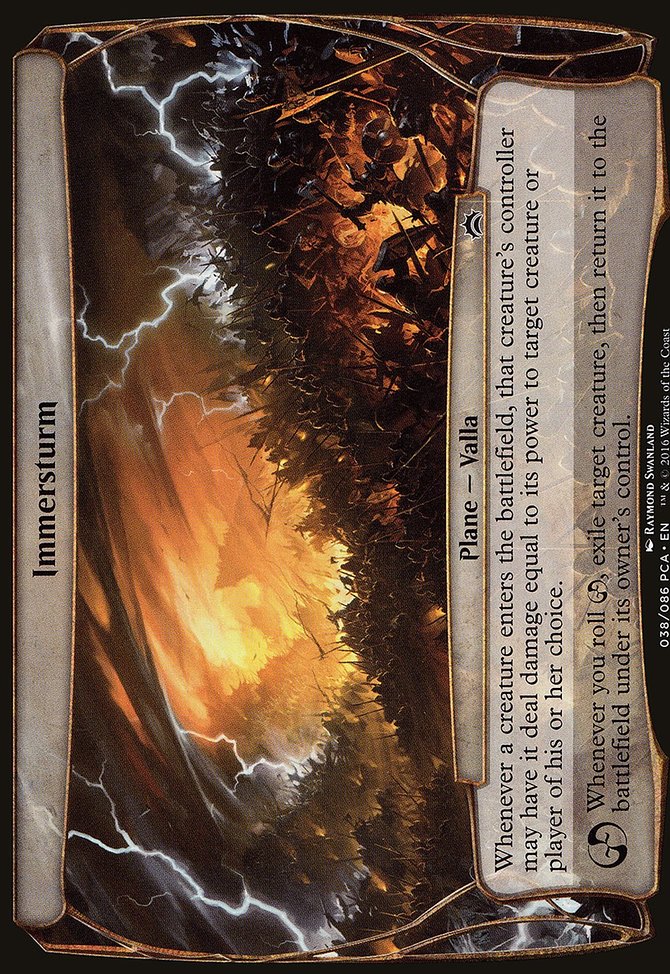 Immersturm
Plane — Valla
Whenever a creature enters the battlefield, that creature's controller
may have it deal damage equal to its power to target creature or
player of his or her choice.
Whenever you roll , exile target creature, then return it to the
battlefield under its owner's control.
RAYMOND SWANLAND
038/086 PCA • EN ™ & © 2016 Wizards of the Coast